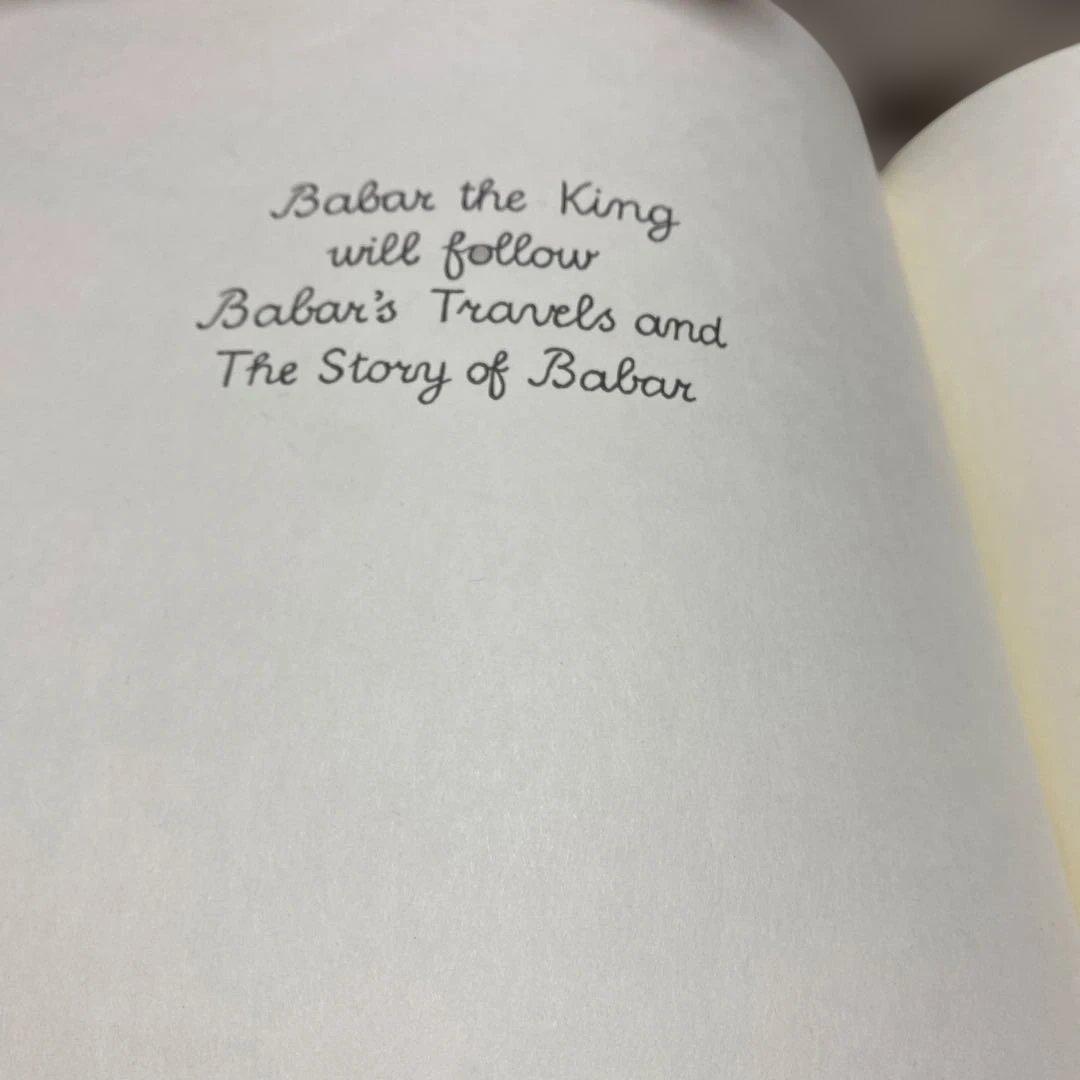 Babar the King
will follow
Babar's Travels and
The Story of Babar